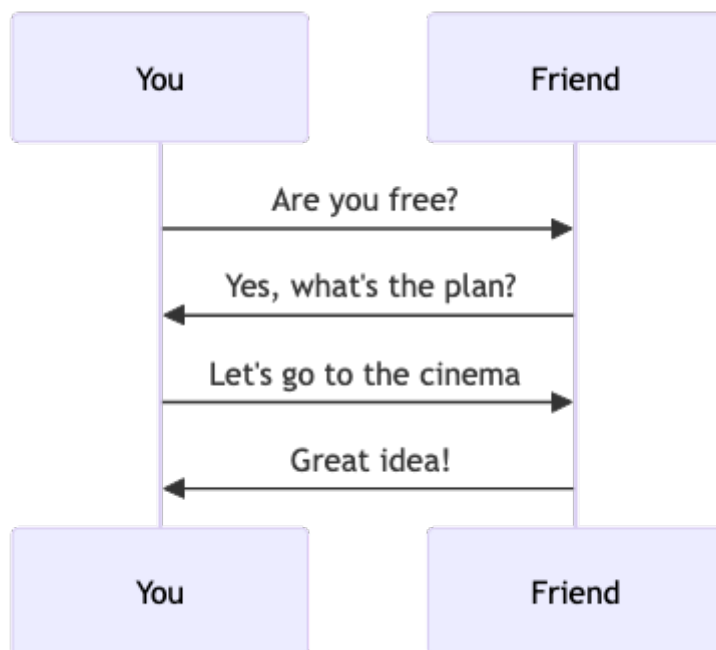 You
Friend
Are you free?
Yes, what's the plan?
Let's go to the cinema
Great idea!
You
Friend